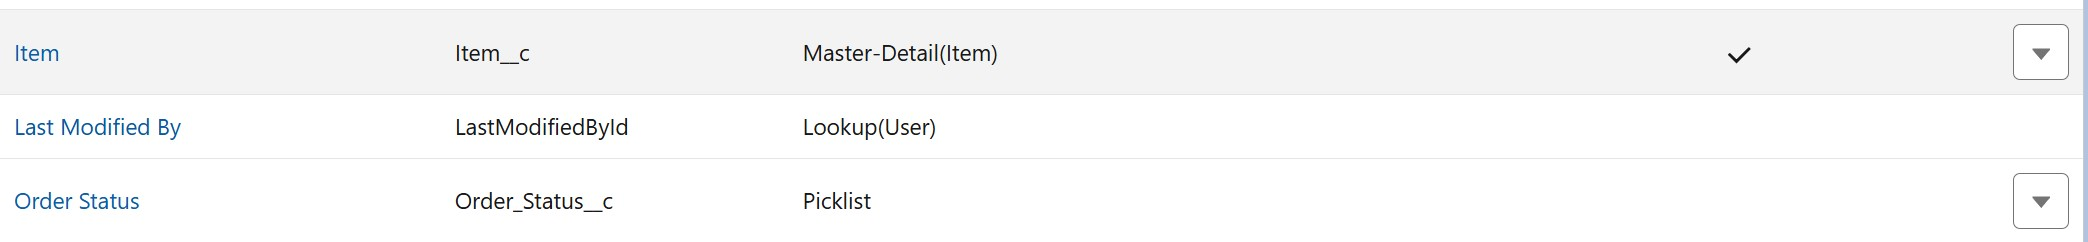 Item Item__c Master-Detail(Item)
Last Modified By LastModifiedById Lookup(User)
Order Status Order_Status__c Picklist